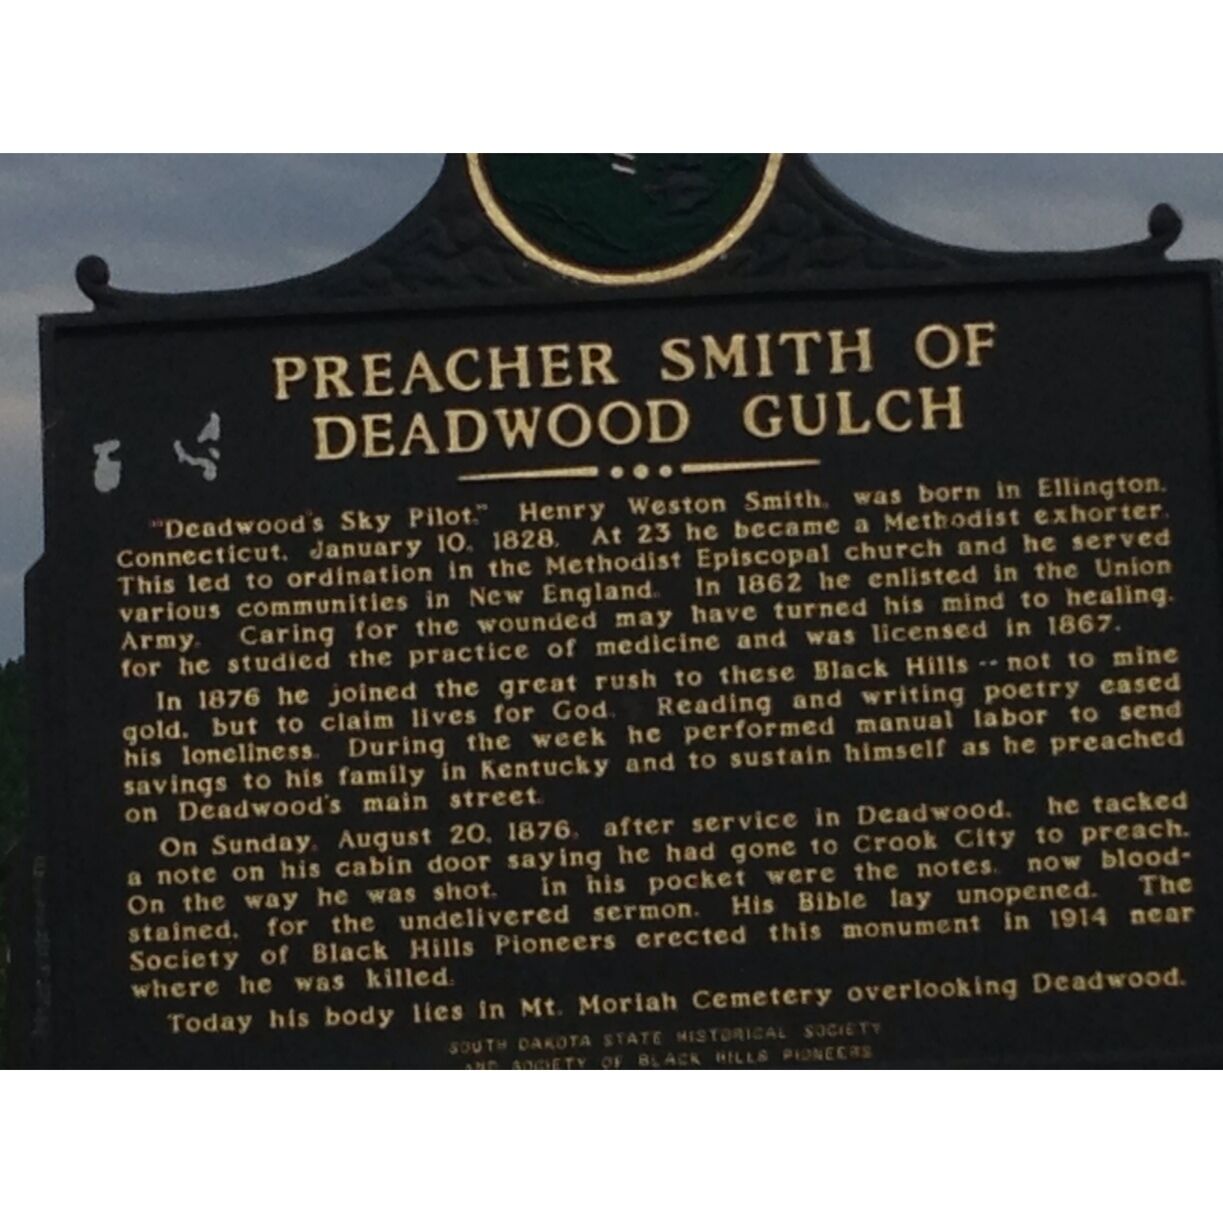 PREACHER SMITH OF
DEADWOOD GULCH
"Deadwood's Sky Pilot," Henry Weston Smith, was born in Ellington,
Connecticut, January 10, 1828. At 23 he became a Methodist exhorter.
This led to ordination in the Methodist Episcopal church and he served
various communities in New England. In 1862 he enlisted in the Union
Army. Caring for the wounded may have turned his mind to healing,
for he studied the practice of medicine and was licensed in 1867.
In 1876 he joined the great rush to these Black Hills -- not to mine
gold, but to claim lives for God. Reading and writing poetry eased
his loneliness. During the week he performed manual labor to send
savings to his family in Kentucky and to sustain himself as he preached
on Deadwood's main street.
On Sunday, August 20, 1876, after service in Deadwood, he tacked
a note on his cabin door saying he had gone to Crook City to preach.
On the way he was shot. In his pocket were the notes, now blood-
stained, for the undelivered sermon. His Bible lay unopened. The
Society of Black Hills Pioneers erected this monument in 1914 near
where he was killed.
Today his body lies in Mt. Moriah Cemetery overlooking Deadwood.
SOUTH DAKOTA STATE HISTORICAL SOCIETY
AND SOCIETY OF BLACK HILLS PIONEERS